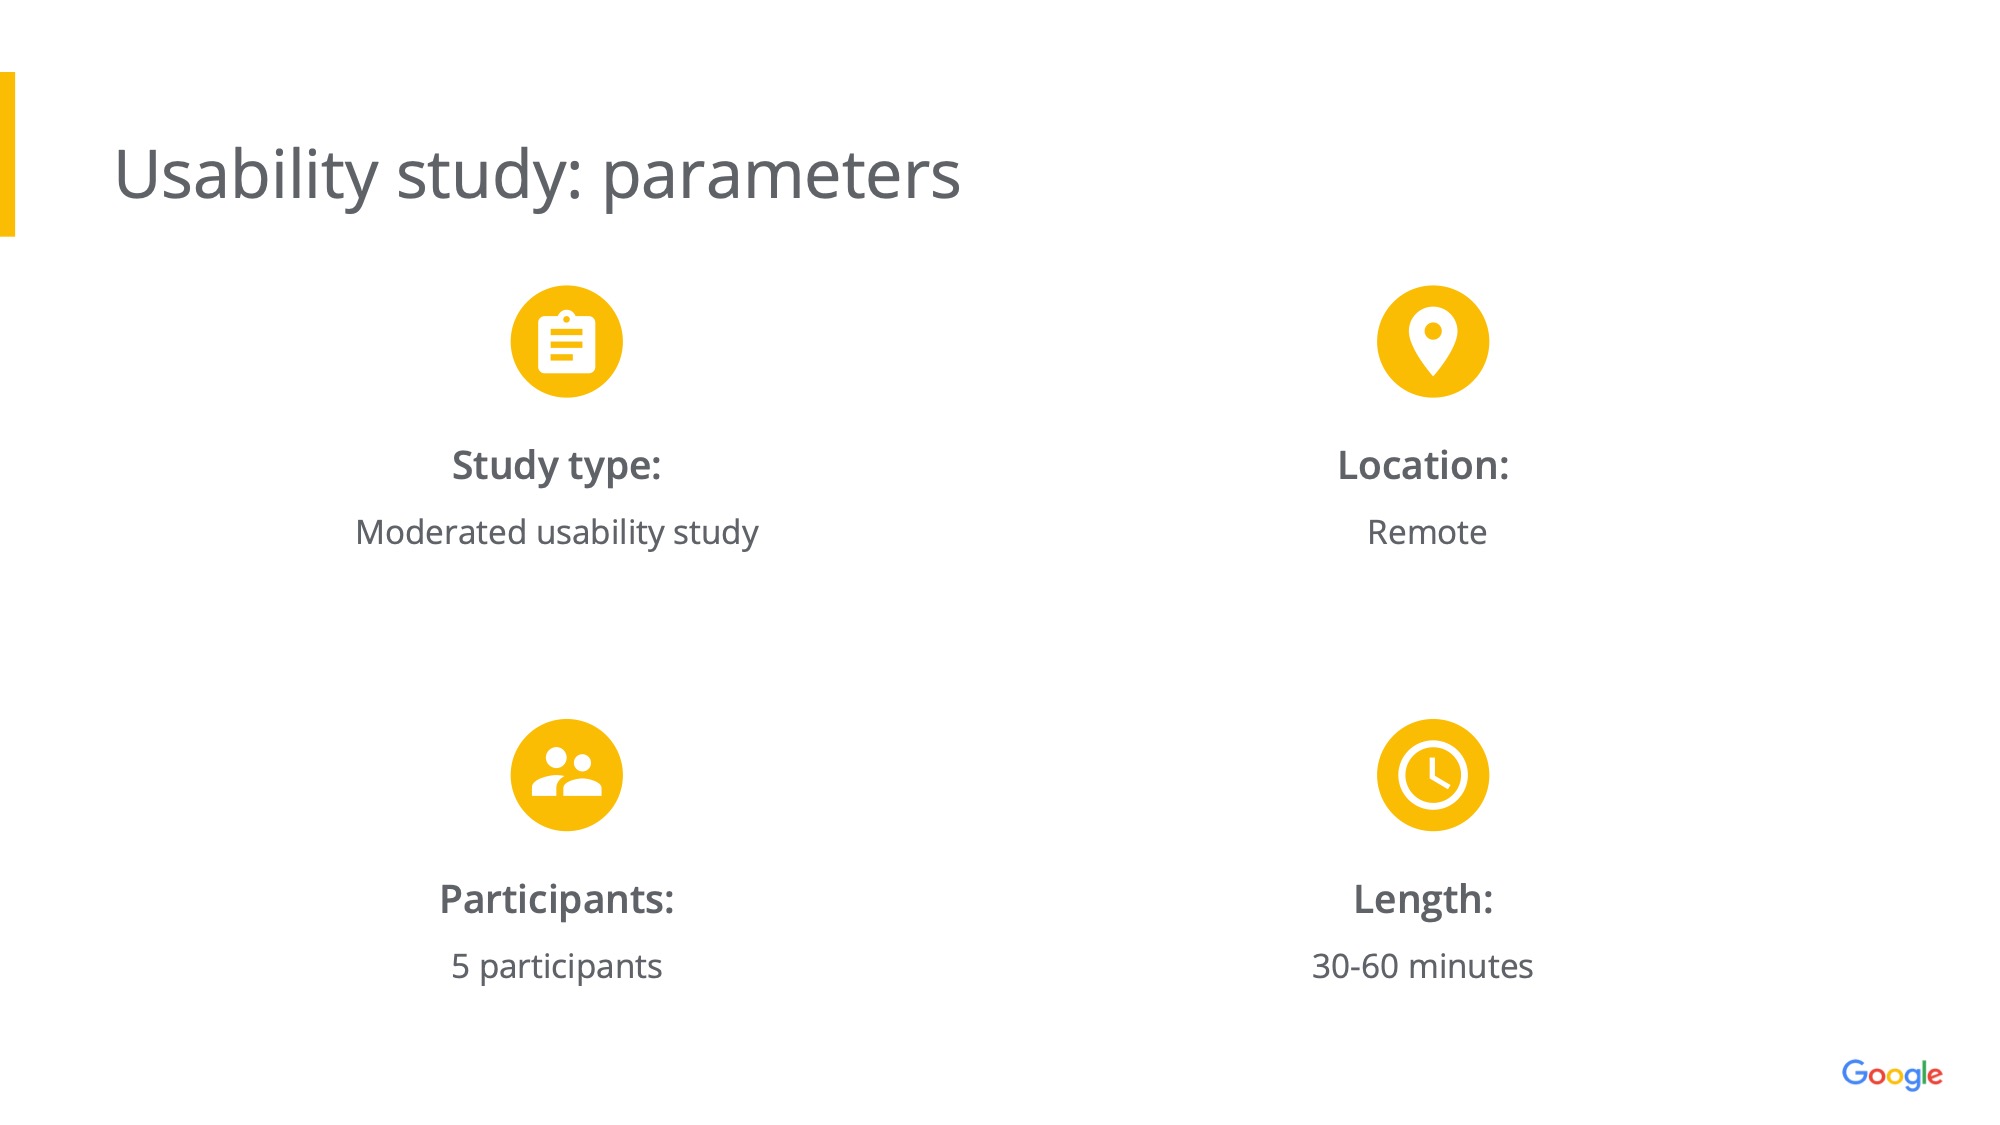 Usability study: parameters
Study type:
Moderated usability study
Location:
Remote
Participants:
5 participants
Length:
30-60 minutes
Google